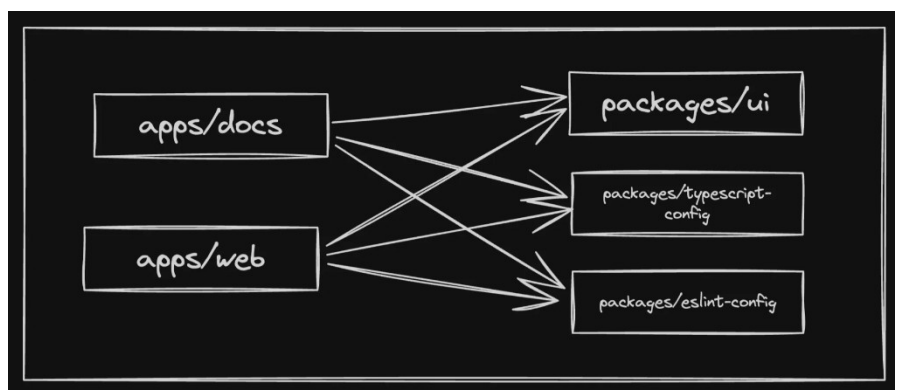 apps/docs
packages/ui
packages/typescript-
config
apps/web
packages/eslint-config